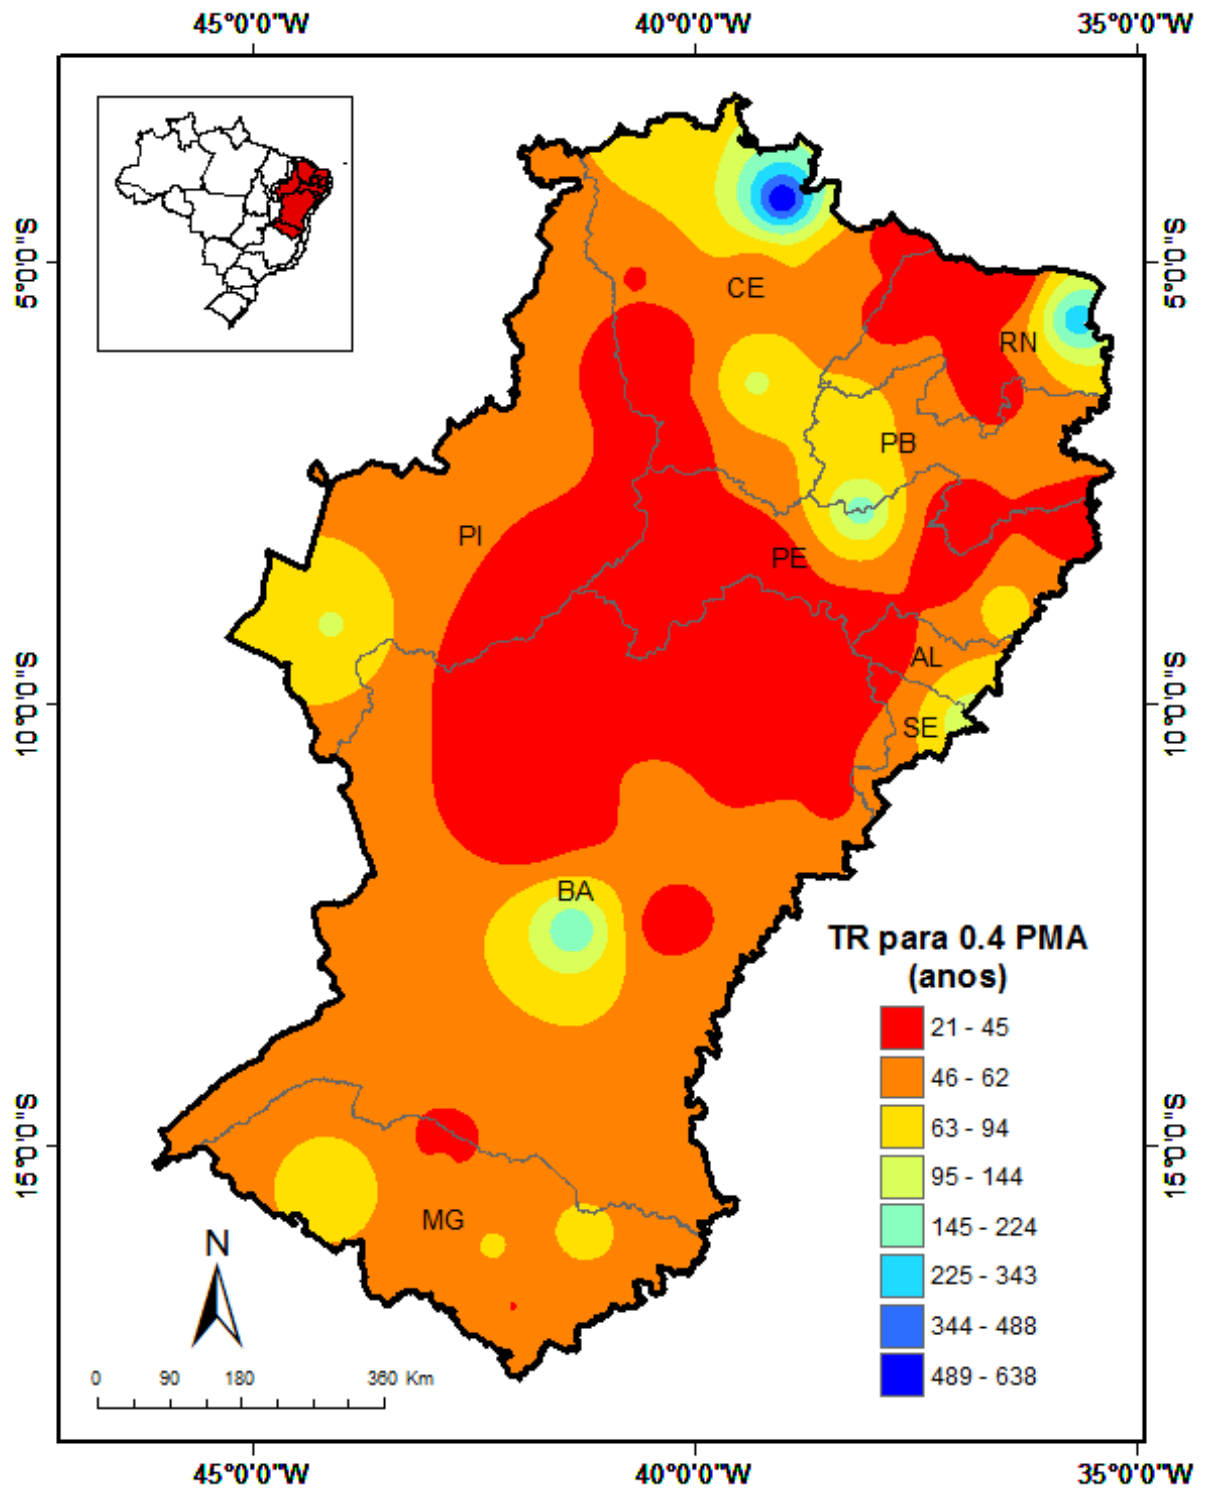 45°0'0"W 40°0'0"W 35°0'0"W
5°0'0"S 5°0'0"S
CE
RN
PB
PI
PE
AL
10°0'0"S 10°0'0"S
SE
BA
TR para 0.4 PMA
(anos)
21 - 45
46 - 62
63 - 94
95 - 144
145 - 224
225 - 343
344 - 488
489 - 638
15°0'0"S 15°0'0"S
MG
N
0 90 180 360 Km
45°0'0"W 40°0'0"W 35°0'0"W